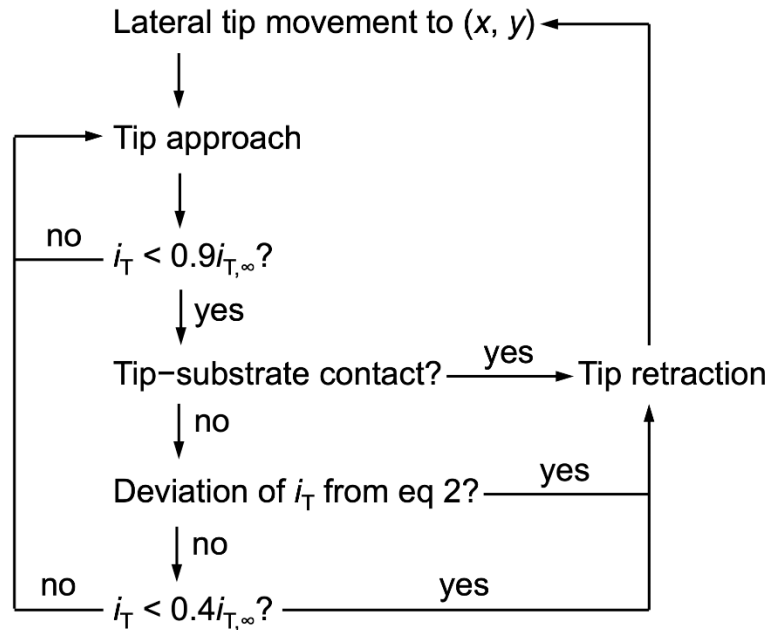 Lateral tip movement to (x, y)
Tip approach
no
iT < 0.9iT,∞?
yes
Tip−substrate contact?
yes
Tip retraction
no
Deviation of iT from eq 2?
yes
no
no
iT < 0.4iT,∞?
yes